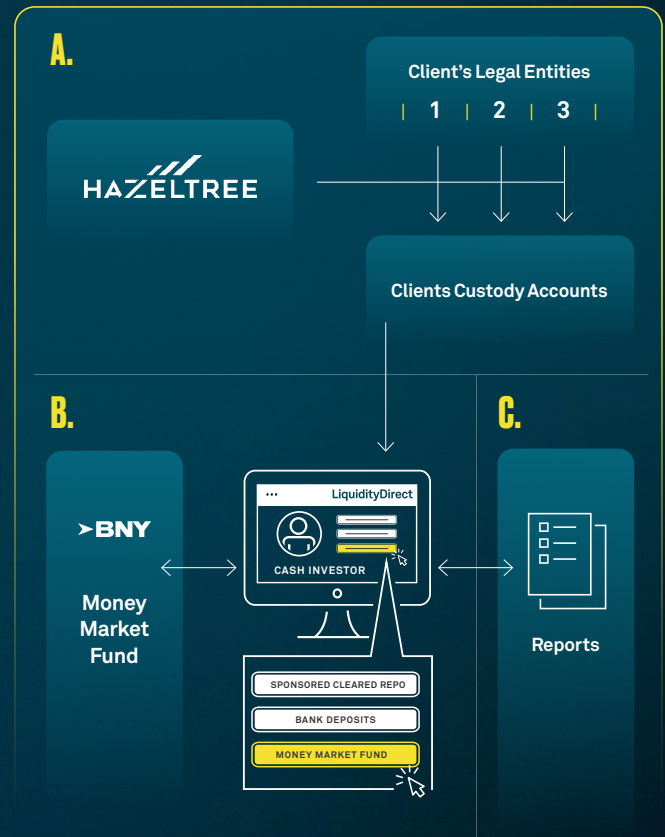 A.
Client's Legal Entities
| 1 | 2 | 3 |
HAZELTREE
Clients Custody Accounts
B.
BNY
Money
Market
Fund
LiquidityDirect
CASH INVESTOR
SPONSORED CLEARED REPO
BANK DEPOSITS
MONEY MARKET FUND
C.
Reports